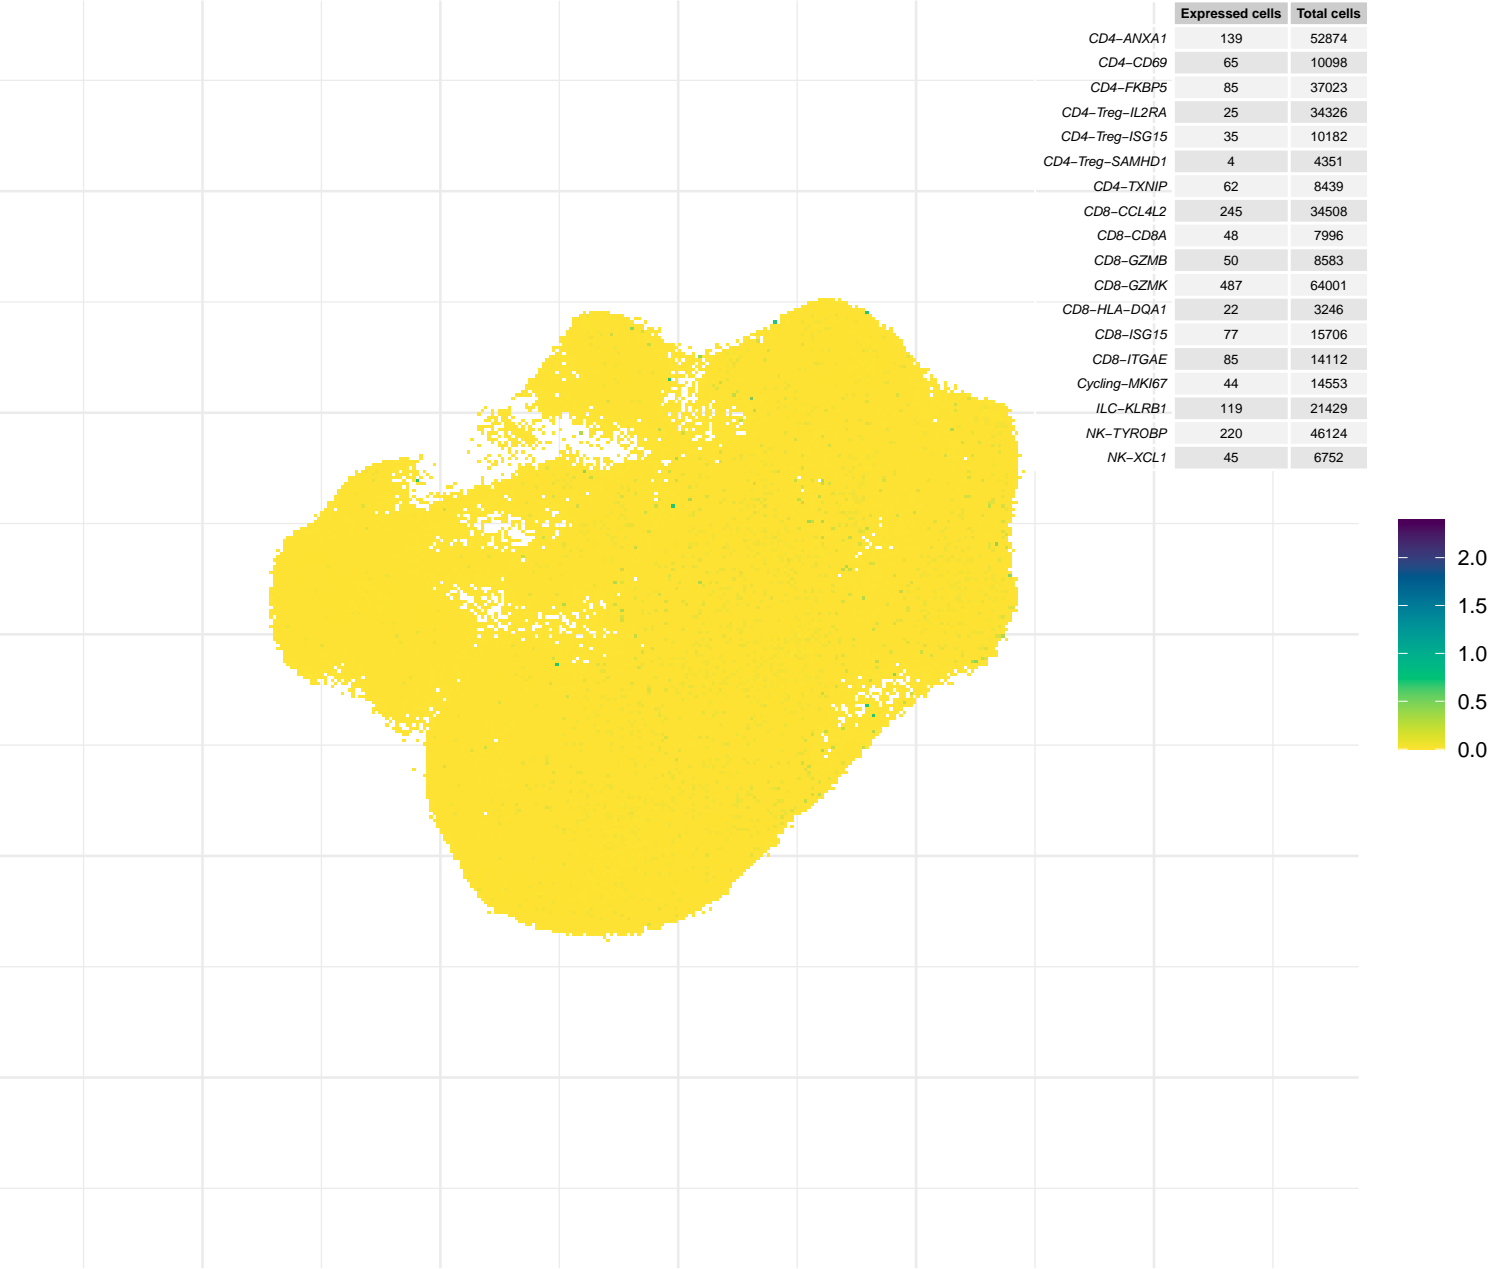 Expressed cells Total cells
CD4−ANXA1 139 52874
CD4−CD69 65 10098
CD4−FKBP5 85 37023
CD4−Treg−IL2RA 25 34326
CD4−Treg−ISG15 35 10182
CD4−Treg−SAMHD1 4 4351
CD4−TXNIP 62 8439
CD8−CCL4L2 245 34508
CD8−CD8A 48 7996
CD8−GZMB 50 8583
CD8−GZMK 487 64001
CD8−HLA−DQA1 22 3246
CD8−ISG15 77 15706
CD8−ITGAE 85 14112
Cycling−MKI67 44 14553
ILC−KLRB1 119 21429
NK−TYROBP 220 46124
NK−XCL1 45 6752
2.0
1.5
1.0
0.5
0.0